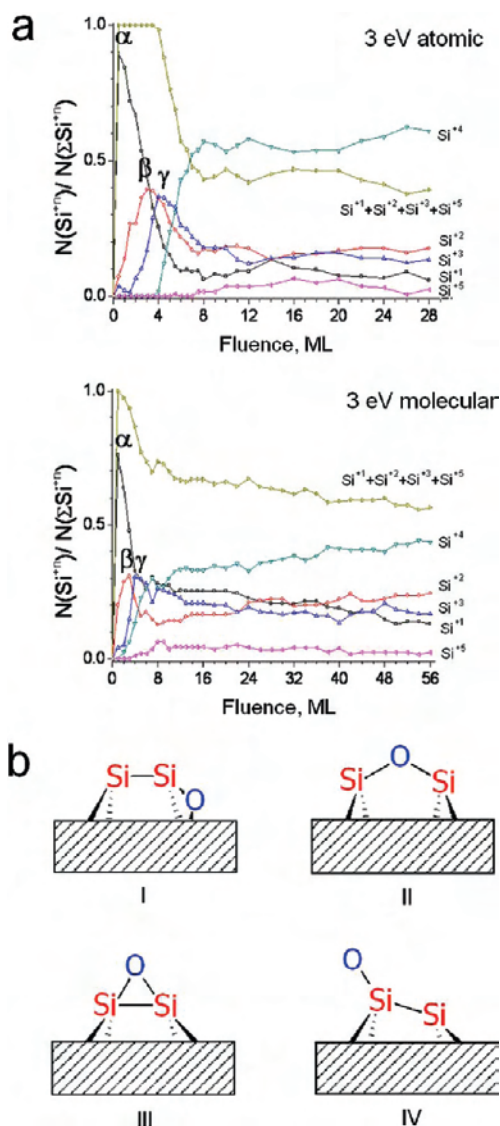 a
3 eV atomic
N(Si⁺ⁿ)/ N(ΣSi⁺ⁿ)
1.0
0.5
0.0
α
β γ
Si⁺⁴
Si⁺¹+Si⁺²+Si⁺³+Si⁺⁵
Si⁺²
Si⁺³
Si⁺¹
Si⁺⁵
0 4 8 12 16 20 24 28
Fluence, ML
3 eV molecular
N(Si⁺ⁿ)/ N(ΣSi⁺ⁿ)
1.0
0.5
0.0
α
βγ
Si⁺¹+Si⁺²+Si⁺³+Si⁺⁵
Si⁺⁴
Si⁺²
Si⁺³
Si⁺¹
Si⁺⁵
0 8 16 24 32 40 48 56
Fluence, ML
b
Si Si O
I
Si O Si
II
O
Si Si
III
O
Si Si
IV